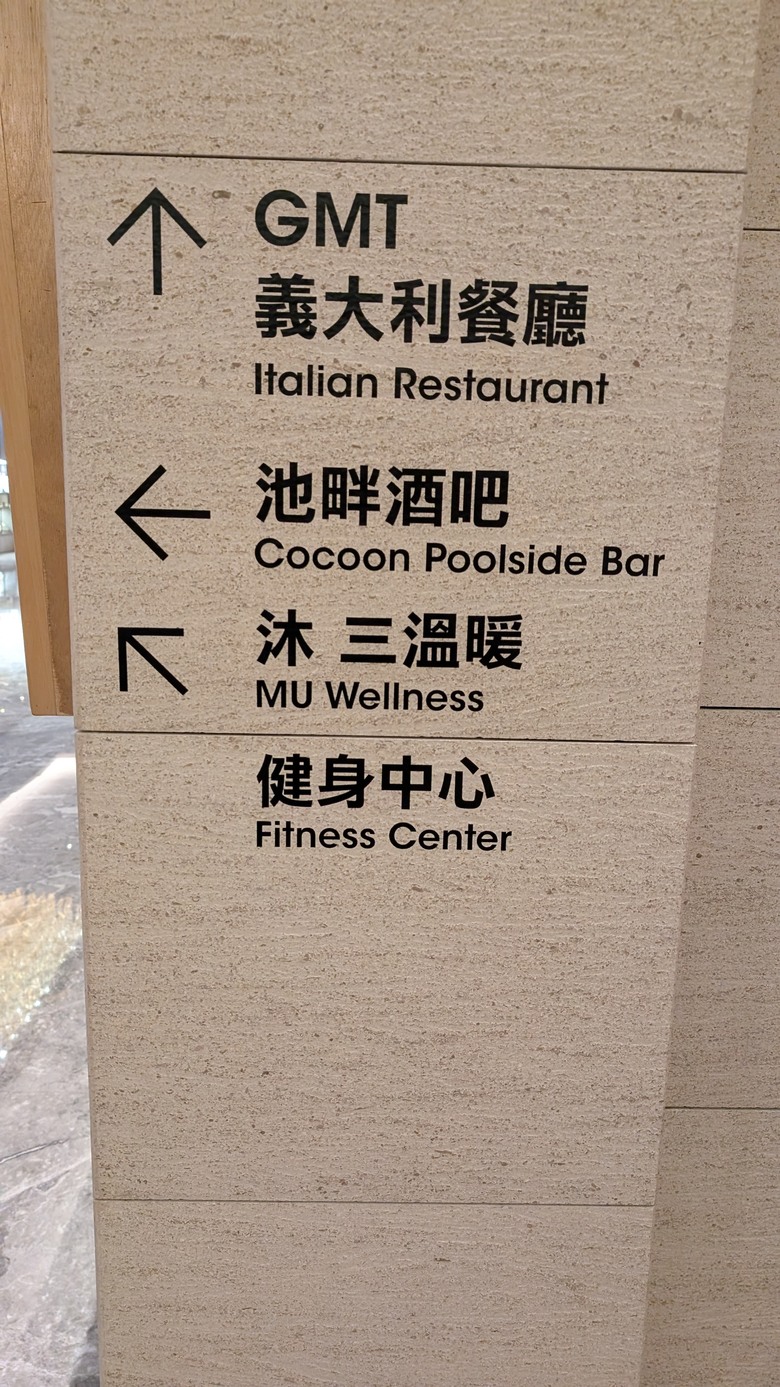 GMT
義大利餐廳
Italian Restaurant
池畔酒吧
Cocoon Poolside Bar
沐 三溫暖
MU Wellness
健身中心
Fitness Center